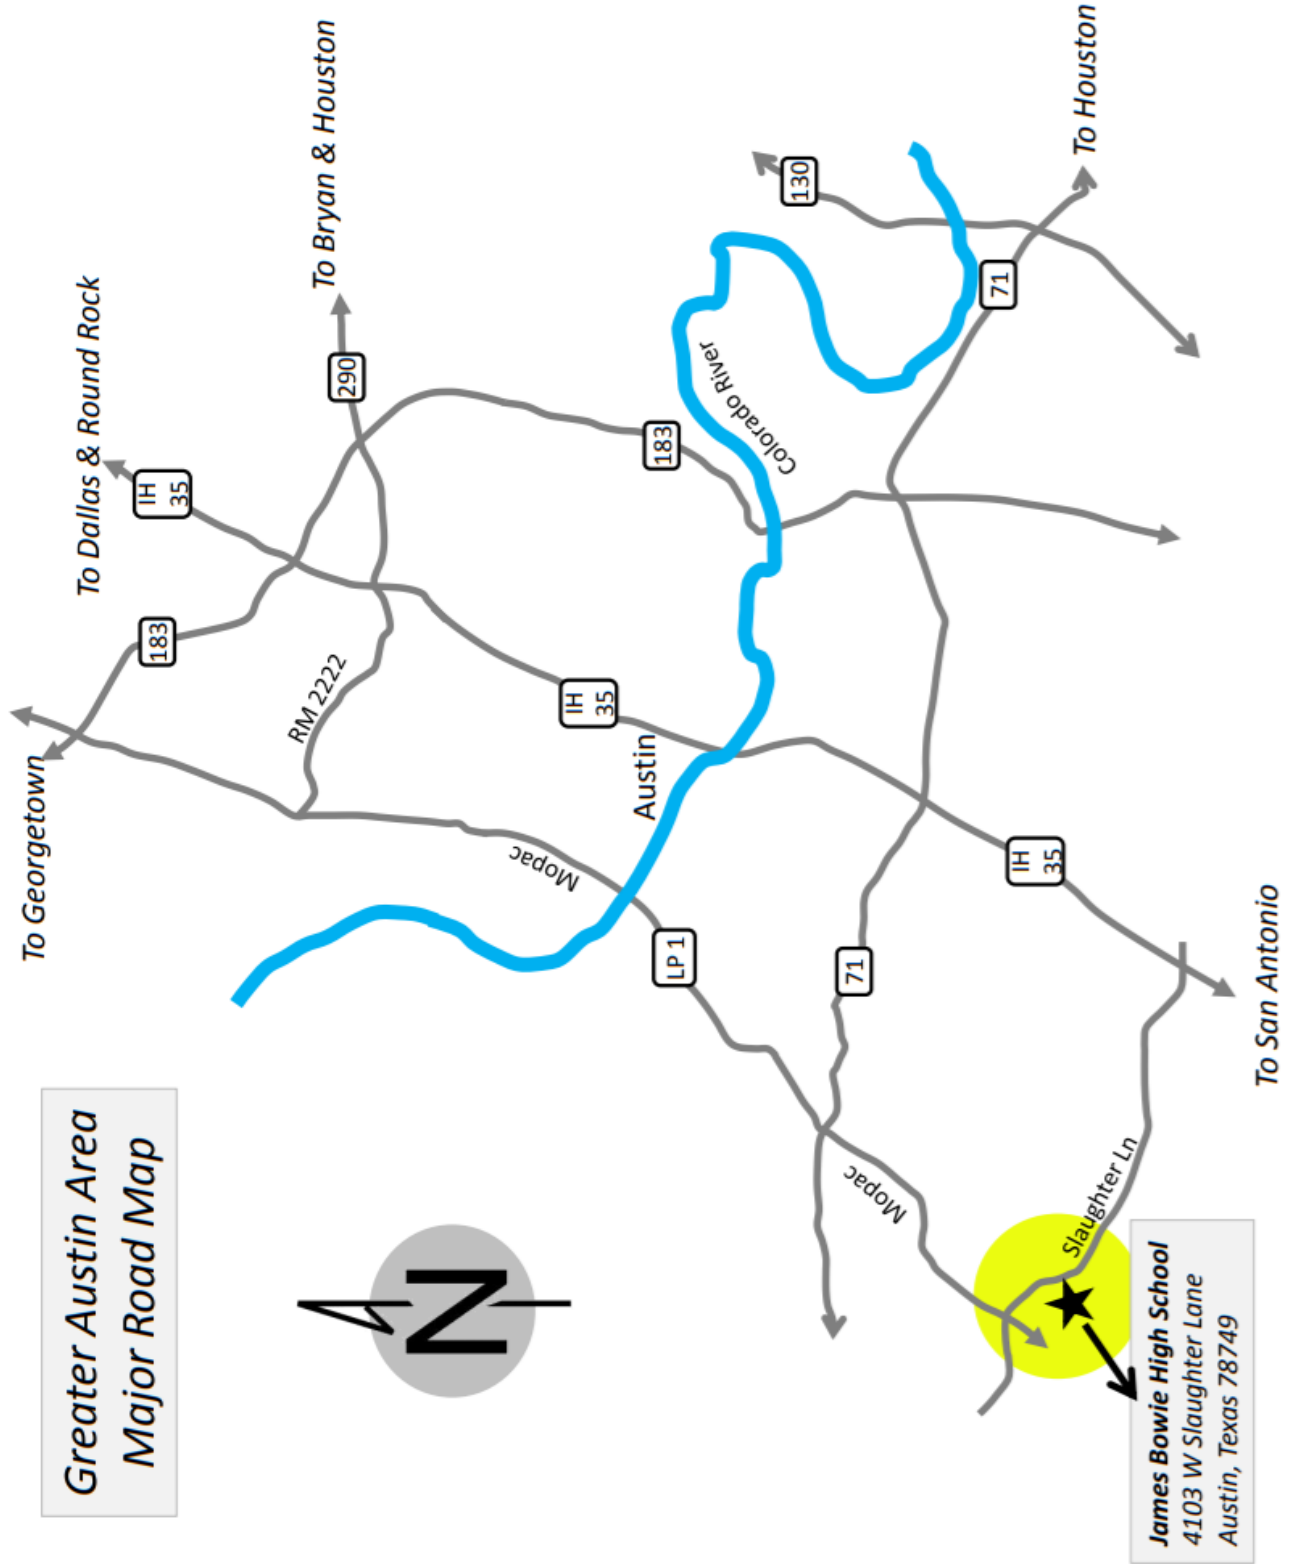 Greater Austin Area
Major Road Map
N
To Georgetown
To Dallas & Round Rock
To Bryan & Houston
183
IH
35
290
RM 2222
Mopac
IH
35
183
Austin
Colorado River
130
To Houston
LP 1
71
71
Mopac
IH
35
Slaughter Ln
To San Antonio
James Bowie High School
4103 W Slaughter Lane
Austin, Texas 78749